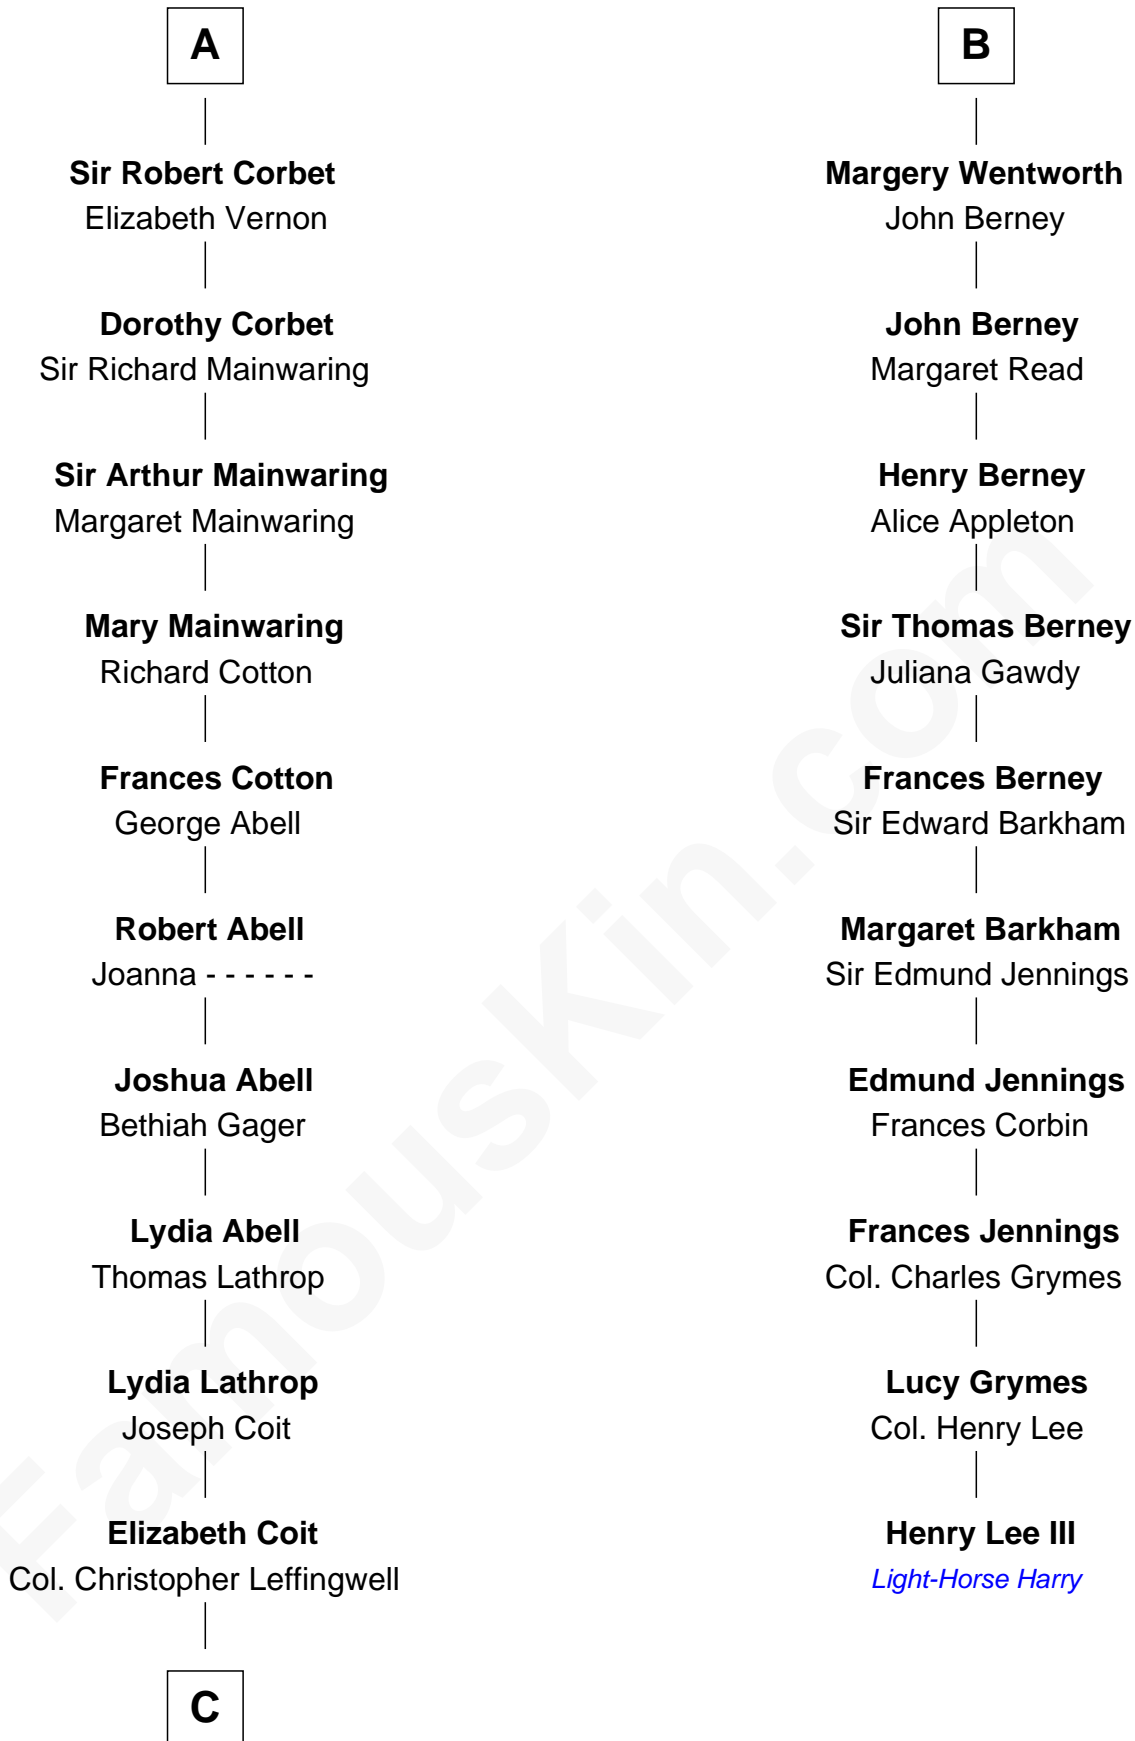 A
Sir Robert Corbet
Elizabeth Vernon
Dorothy Corbet
Sir Richard Mainwaring
Sir Arthur Mainwaring
Margaret Mainwaring
Mary Mainwaring
Richard Cotton
Frances Cotton
George Abell
Robert Abell
Joanna - - - - - -
Joshua Abell
Bethiah Gager
Lydia Abell
Thomas Lathrop
Lydia Lathrop
Joseph Coit
Elizabeth Coit
Col. Christopher Leffingwell
C
B
Margery Wentworth
John Berney
John Berney
Margaret Read
Henry Berney
Alice Appleton
Sir Thomas Berney
Juliana Gawdy
Frances Berney
Sir Edward Barkham
Margaret Barkham
Sir Edmund Jennings
Edmund Jennings
Frances Corbin
Frances Jennings
Col. Charles Grymes
Lucy Grymes
Col. Henry Lee
Henry Lee III
Light-Horse Harry
FamousKin.com